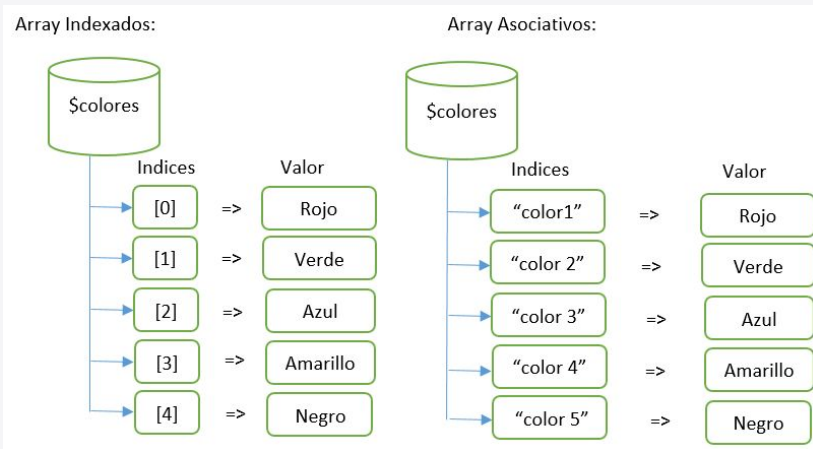 Array Indexados:
$colores
Indices Valor
[0] => Rojo
[1] => Verde
[2] => Azul
[3] => Amarillo
[4] => Negro
Array Asociativos:
$colores
Indices Valor
“color1” => Rojo
“color 2” => Verde
“color 3” => Azul
“color 4” => Amarillo
“color 5” => Negro